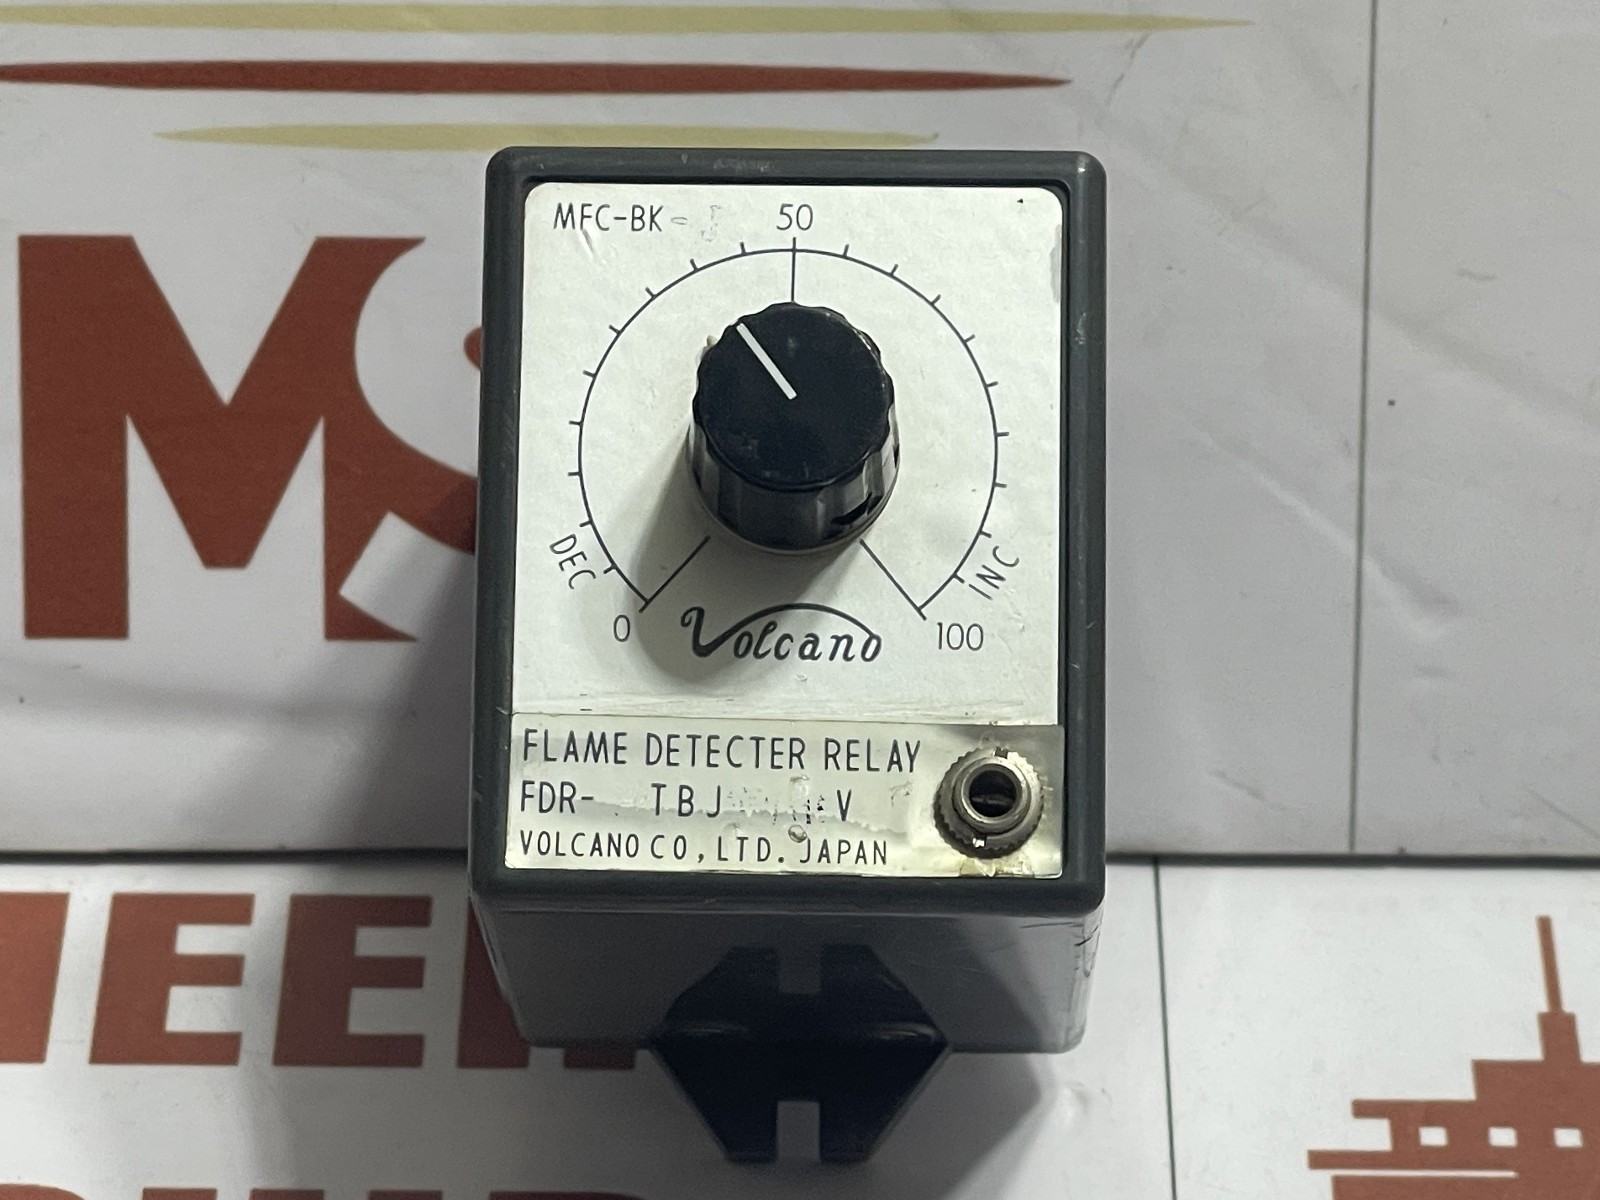 MFC-BK-
50
DEC
INC
0
100
Volcano
FLAME DETECTER RELAY
FDR- TBJ V
VOLCANO CO, LTD. JAPAN